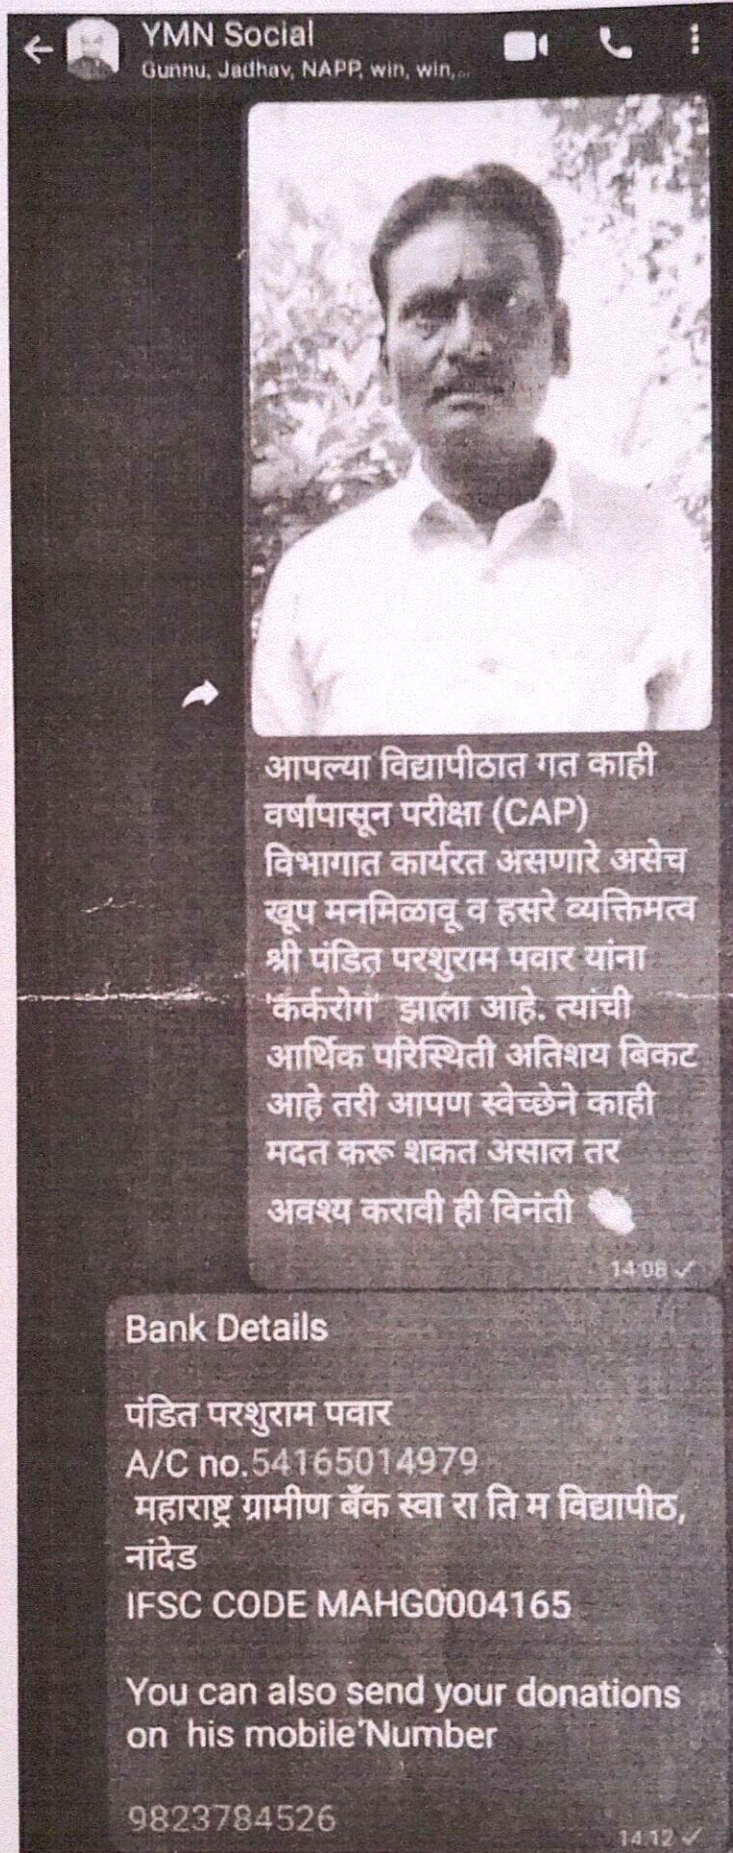 YMN Social
Gunnu, Jadhav, NAPP, win, win,...
आपल्या विद्यापीठात गत काही
वर्षांपासून परीक्षा (CAP)
विभागात कार्यरत असणारे असेच
खूप मनमिळावू व हसरे व्यक्तिमत्व
श्री पंडित परशुराम पवार यांना
'कर्करोग' झाला आहे. त्यांची
आर्थिक परिस्थिती अतिशय बिकट
आहे तरी आपण स्वेच्छेने काही
मदत करू शकत असाल तर
अवश्य करावी ही विनंती 👏
14:08
Bank Details
पंडित परशुराम पवार
A/C no.54165014979
महाराष्ट्र ग्रामीण बँक स्वा रा ति म विद्यापीठ,
नांदेड
IFSC CODE MAHG0004165
You can also send your donations
on his mobile Number
9823784526
14:12